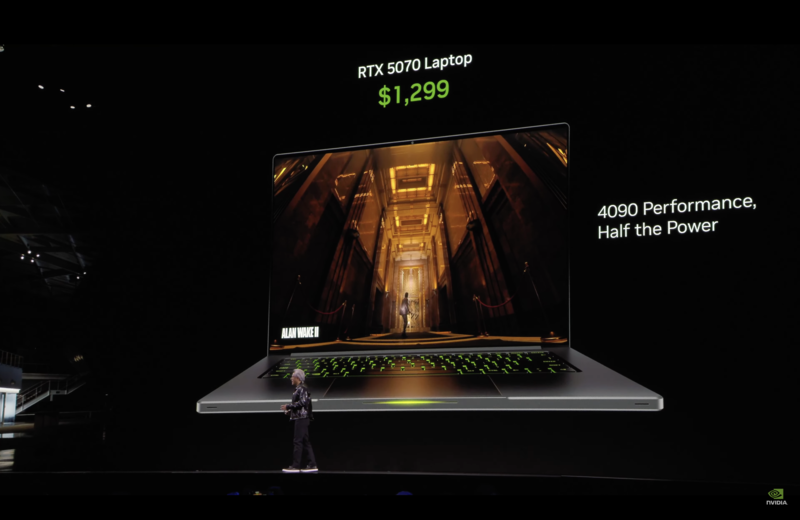 RTX 5070 Laptop
$1,299
4090 Performance,
Half the Power
ALAN WAKE II
NVIDIA